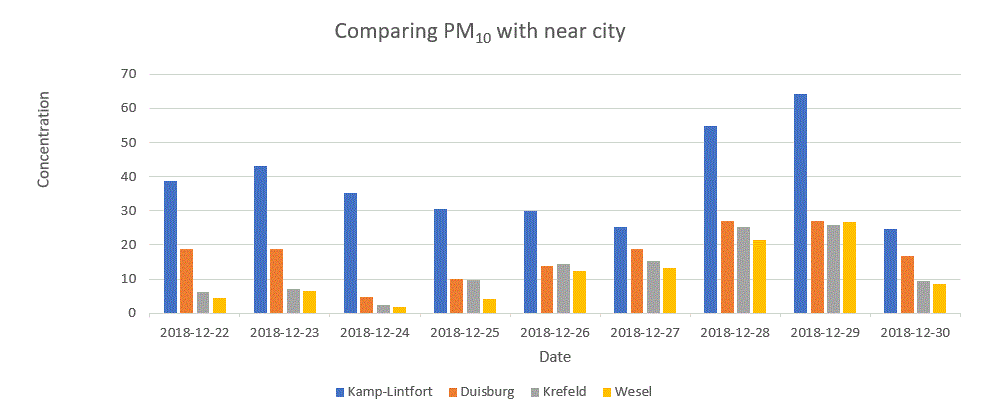 Comparing PM10 with near city
Concentration
70
60
50
40
30
20
10
0
2018-12-22 2018-12-23 2018-12-24 2018-12-25 2018-12-26 2018-12-27 2018-12-28 2018-12-29 2018-12-30
Date
Kamp-Lintfort Duisburg Krefeld Wesel